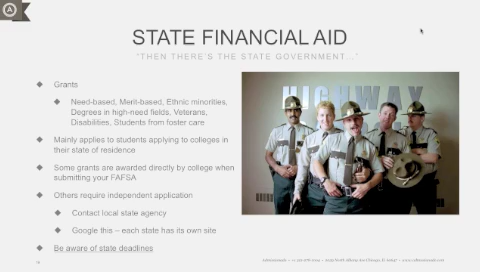 STATE FINANCIAL AID
"THEN THERE'S THE STATE GOVERNMENT..."
Grants
Need-based, Merit-based, Ethnic minorities,
Degrees in high-need fields, Veterans,
Disabilities, Students from foster care
Mainly applies to students applying to colleges in
their state of residence
Some grants are awarded directly by college when
submitting your FAFSA
Others require independent application
Contact local state agency
Google this – each state has its own site
Be aware of state deadlines
HIGHWAY